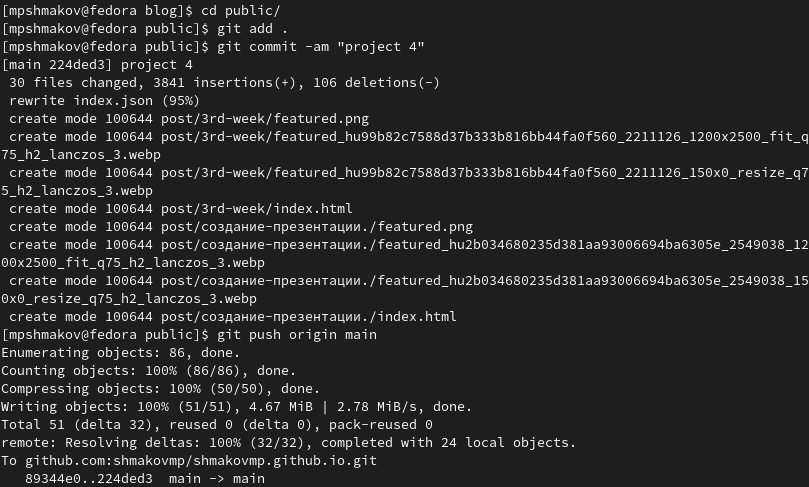 [mpshmakov@fedora blog]$ cd public/
[mpshmakov@fedora public]$ git add .
[mpshmakov@fedora public]$ git commit -am "project 4"
[main 224ded3] project 4
 30 files changed, 3841 insertions(+), 106 deletions(-)
 rewrite index.json (95%)
 create mode 100644 post/3rd-week/featured.png
 create mode 100644 post/3rd-week/featured_hu99b82c7588d37b333b816bb44fa0f560_2211126_1200x2500_fit_q
75_h2_lanczos_3.webp
 create mode 100644 post/3rd-week/featured_hu99b82c7588d37b333b816bb44fa0f560_2211126_150x0_resize_q7
5_h2_lanczos_3.webp
 create mode 100644 post/3rd-week/index.html
 create mode 100644 post/создание-презентации./featured.png
 create mode 100644 post/создание-презентации./featured_hu2b034680235d381aa93006694ba6305e_2549038_12
00x2500_fit_q75_h2_lanczos_3.webp
 create mode 100644 post/создание-презентации./featured_hu2b034680235d381aa93006694ba6305e_2549038_15
0x0_resize_q75_h2_lanczos_3.webp
 create mode 100644 post/создание-презентации./index.html
[mpshmakov@fedora public]$ git push origin main
Enumerating objects: 86, done.
Counting objects: 100% (86/86), done.
Compressing objects: 100% (50/50), done.
Writing objects: 100% (51/51), 4.67 MiB | 2.78 MiB/s, done.
Total 51 (delta 32), reused 0 (delta 0), pack-reused 0
remote: Resolving deltas: 100% (32/32), completed with 24 local objects.
To github.com:shmakovmp/shmakovmp.github.io.git
   89344e0..224ded3  main -> main